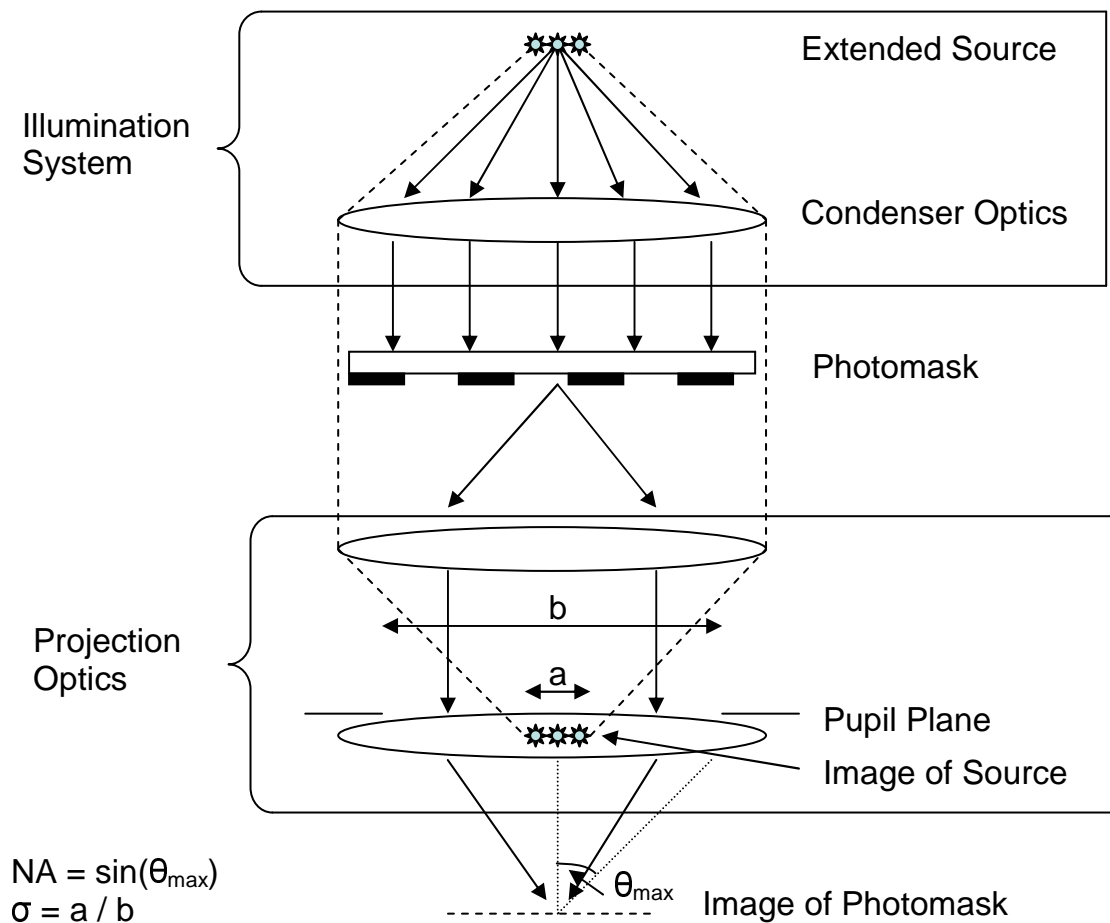 Extended Source
Illumination
System
Condenser Optics
Photomask
b
Projection
Optics
a
Pupil Plane
Image of Source
NA = sin(θmax)
σ = a / b
θmax
Image of Photomask